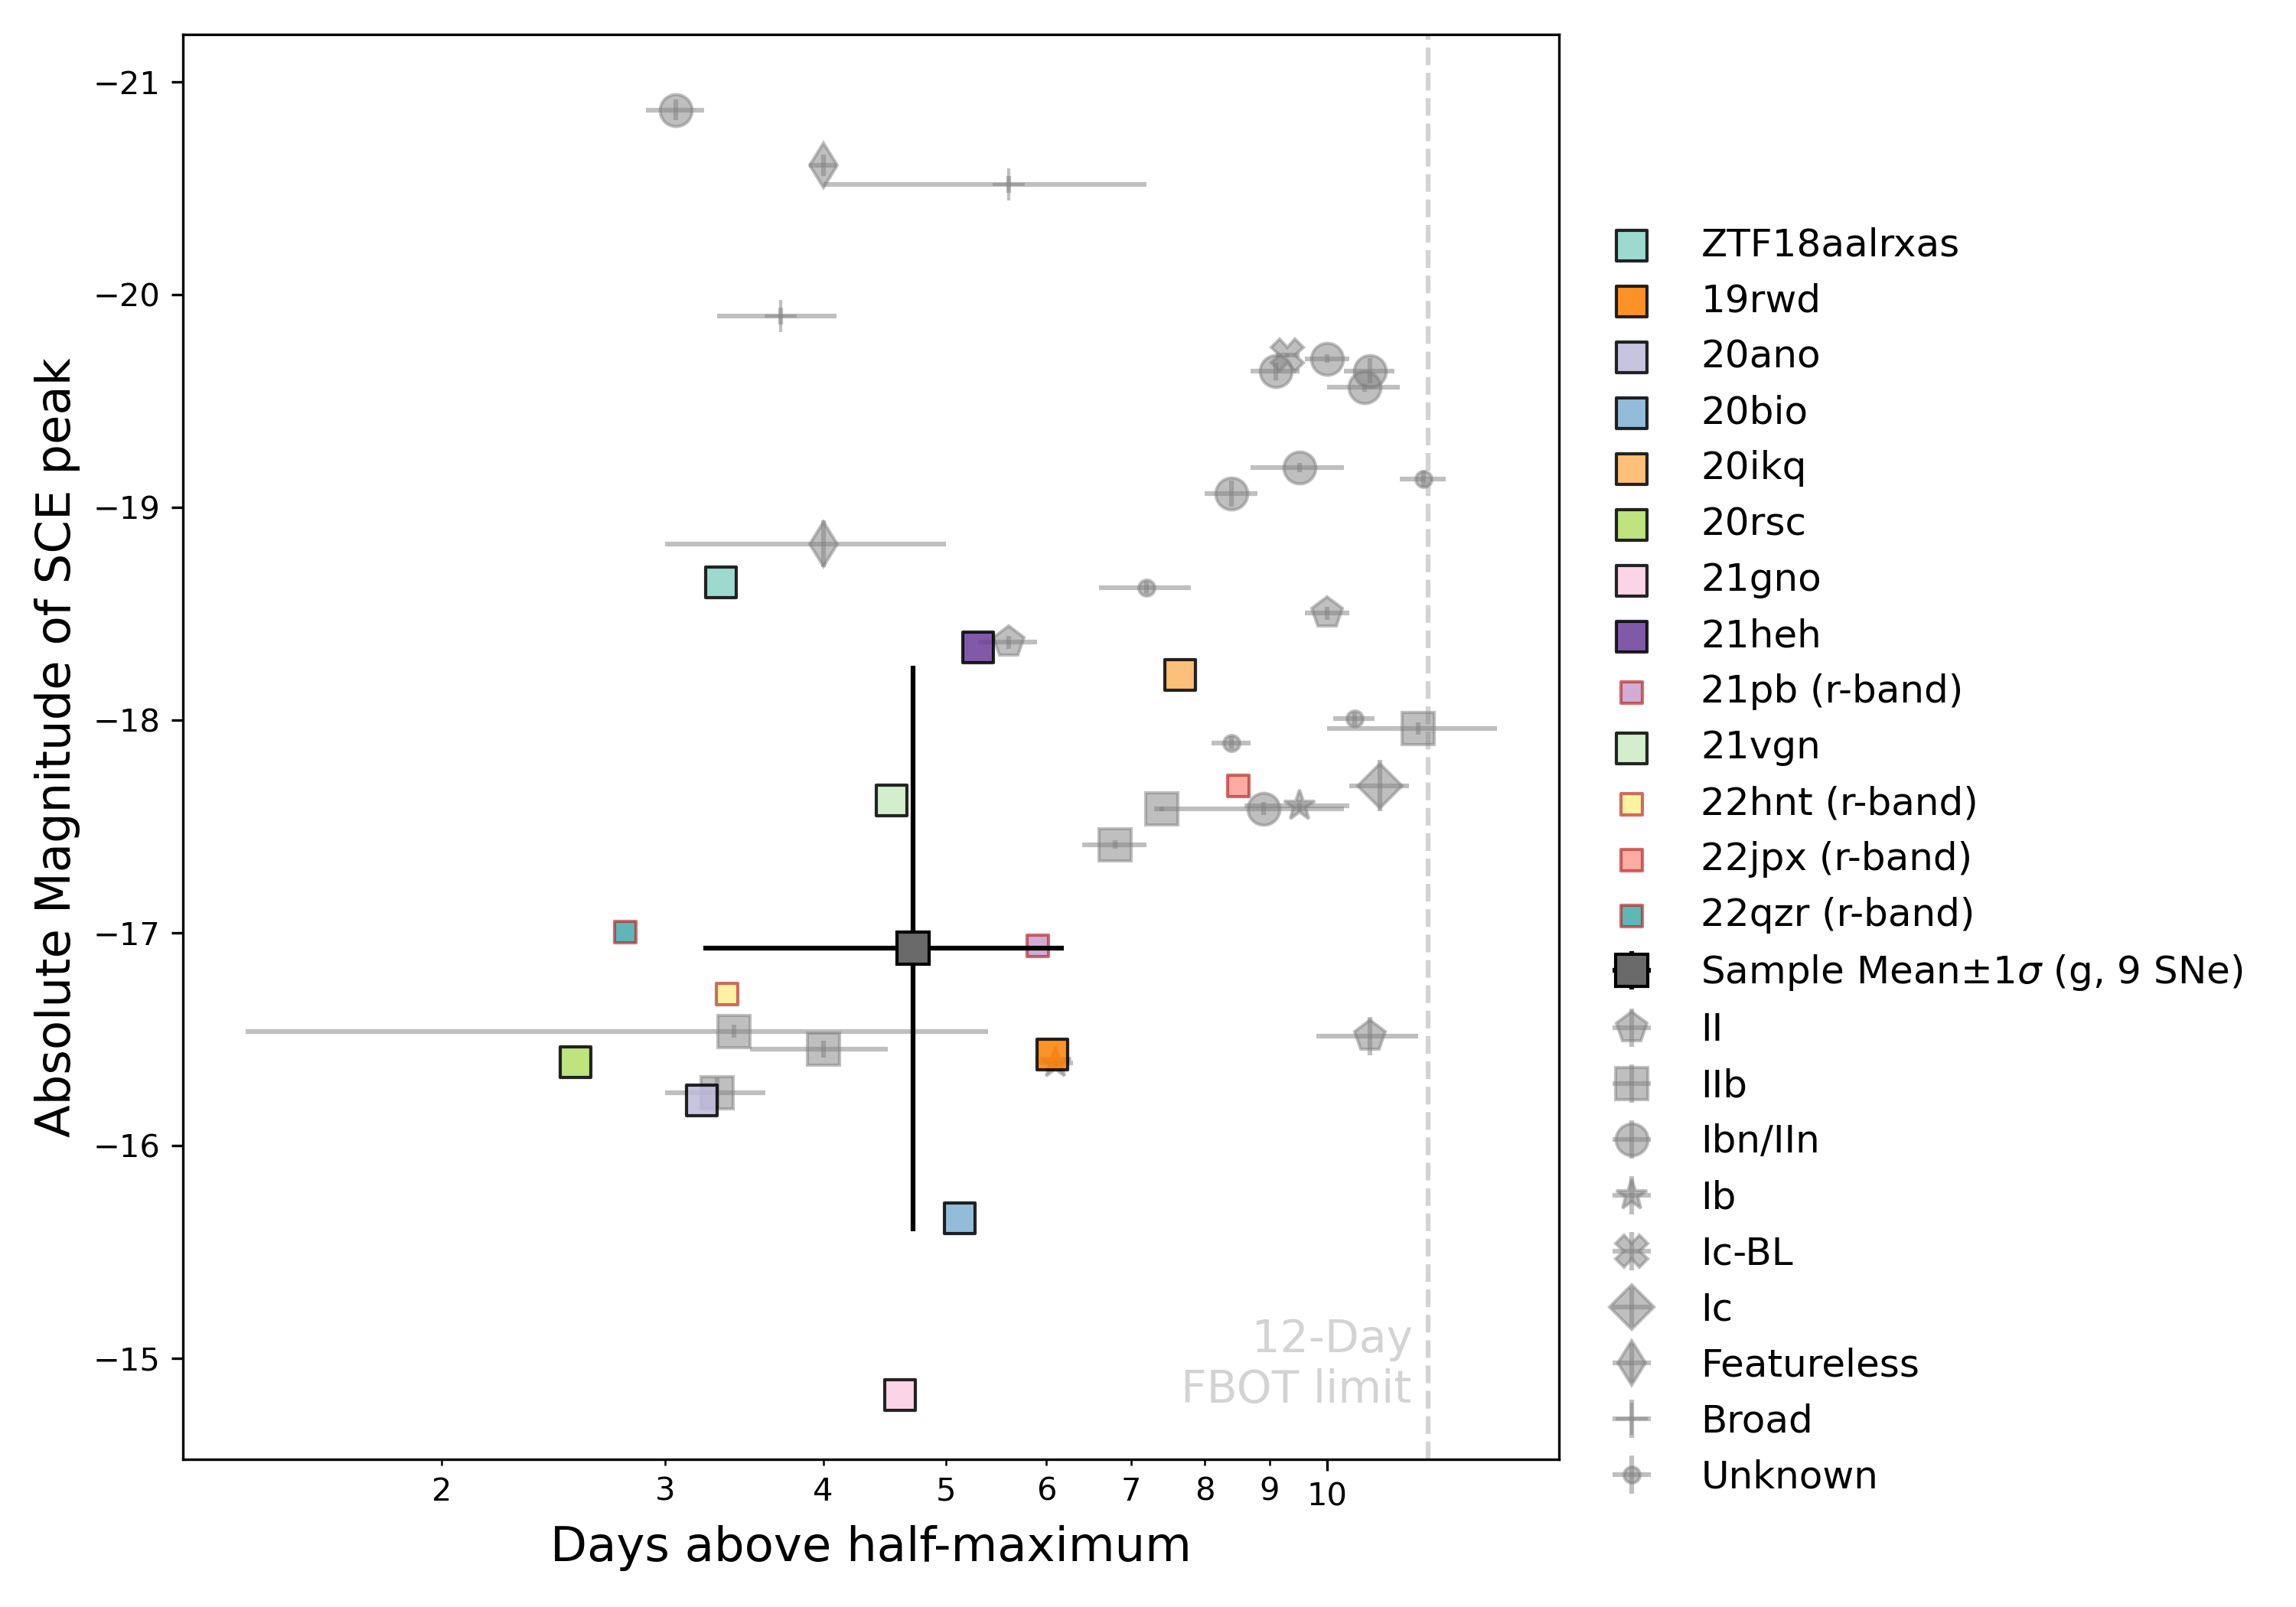 Absolute Magnitude of SCE peak
−21
−20
−19
−18
−17
−16
−15
2 3 4 5 6 7 8 9 10
Days above half-maximum
12-Day
FBOT limit
ZTF18aalrxas
19rwd
20ano
20bio
20ikq
20rsc
21gno
21heh
21pb (r-band)
21vgn
22hnt (r-band)
22jpx (r-band)
22qzr (r-band)
Sample Mean±1σ (g, 9 SNe)
II
IIb
Ibn/IIn
Ib
Ic-BL
Ic
Featureless
Broad
Unknown